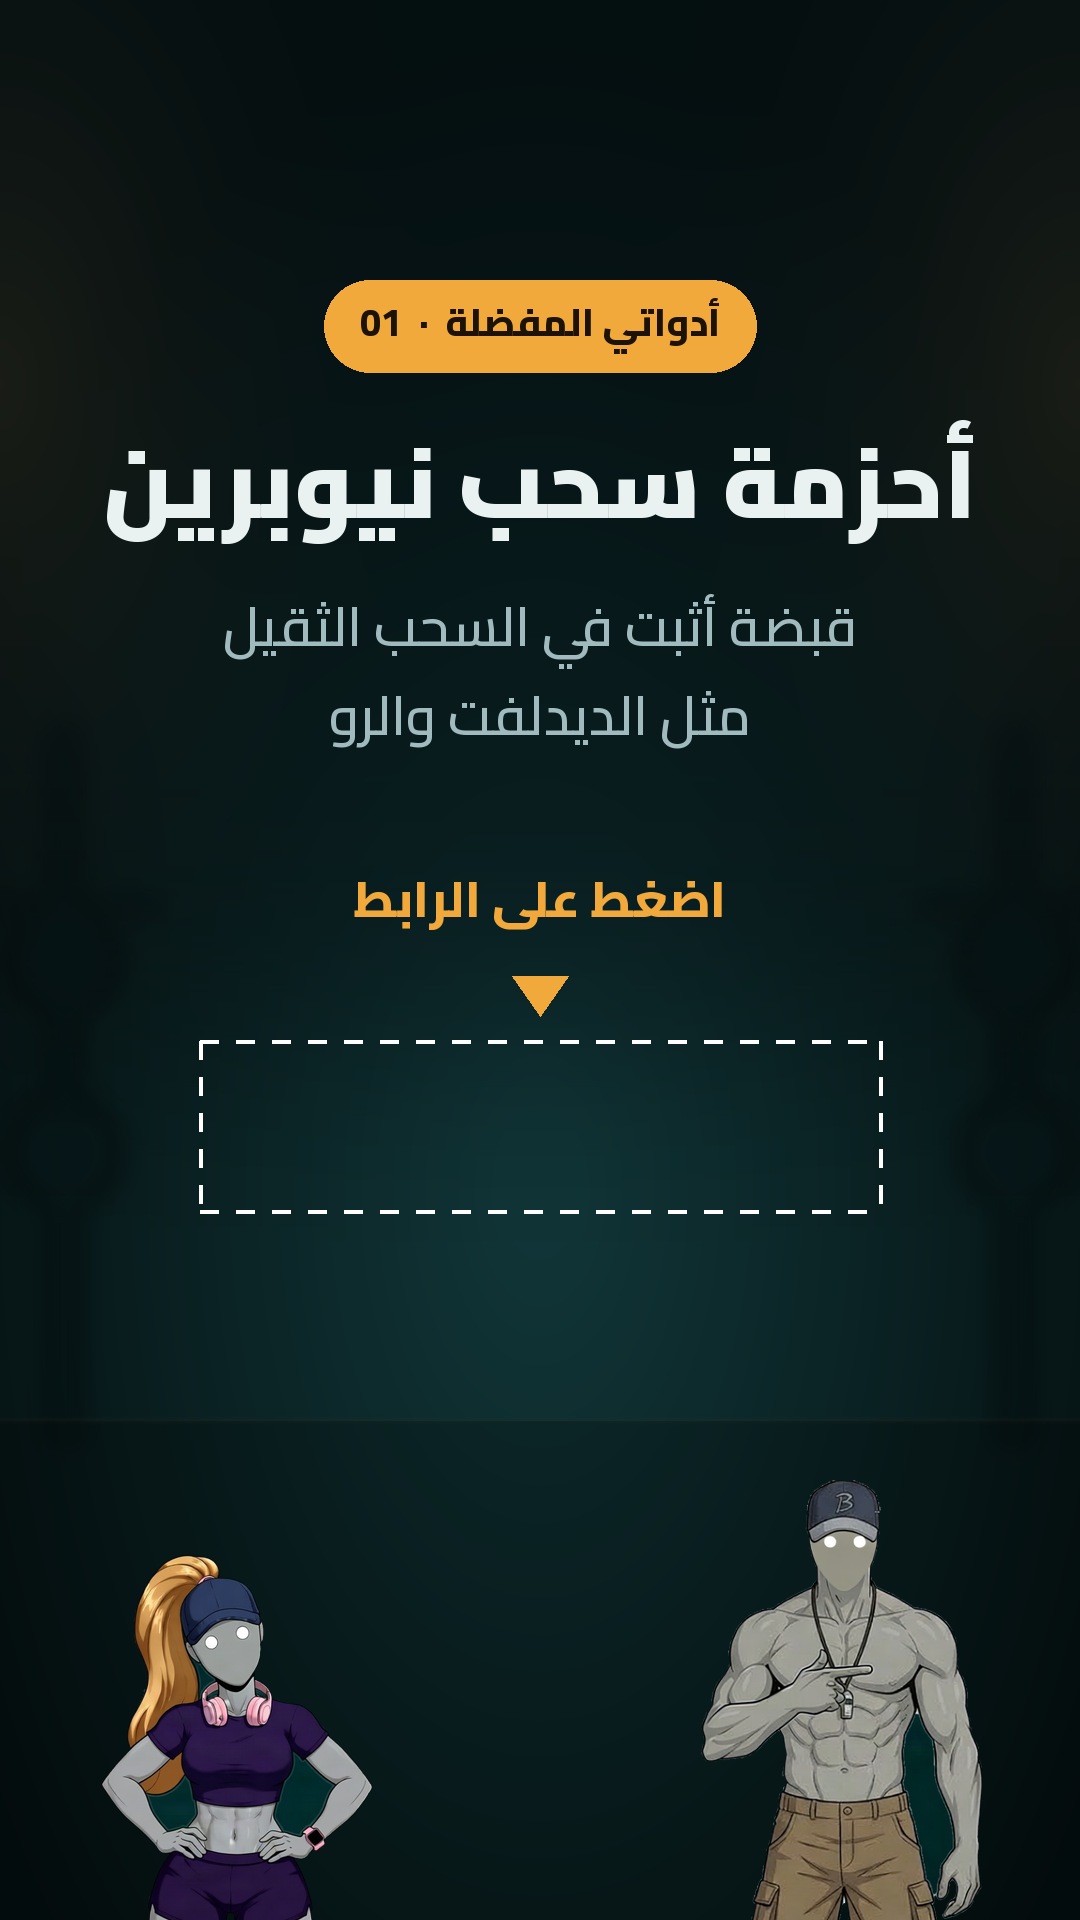 أدواتي المفضلة · 01
أحزمة سحب نيوبرين
قبضة أثبت في السحب الثقيل
مثل الديدلفت والرو
اضغط على الرابط
B